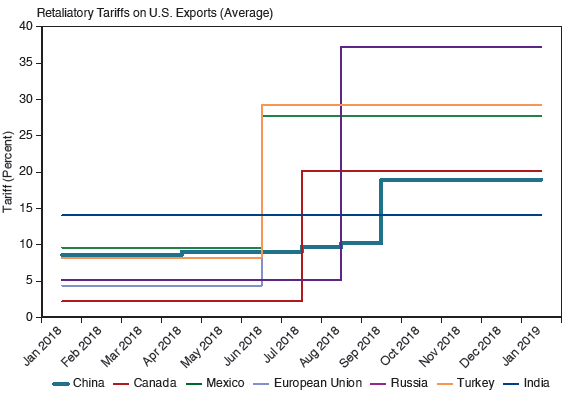 Retaliatory Tariffs on U.S. Exports (Average)
40
35
30
25
20
15
10
5
0
Tariff (Percent)
Jan 2018
Feb 2018
Mar 2018
Apr 2018
May 2018
Jun 2018
Jul 2018
Aug 2018
Sep 2018
Oct 2018
Nov 2018
Dec 2018
Jan 2019
China Canada Mexico European Union Russia Turkey India